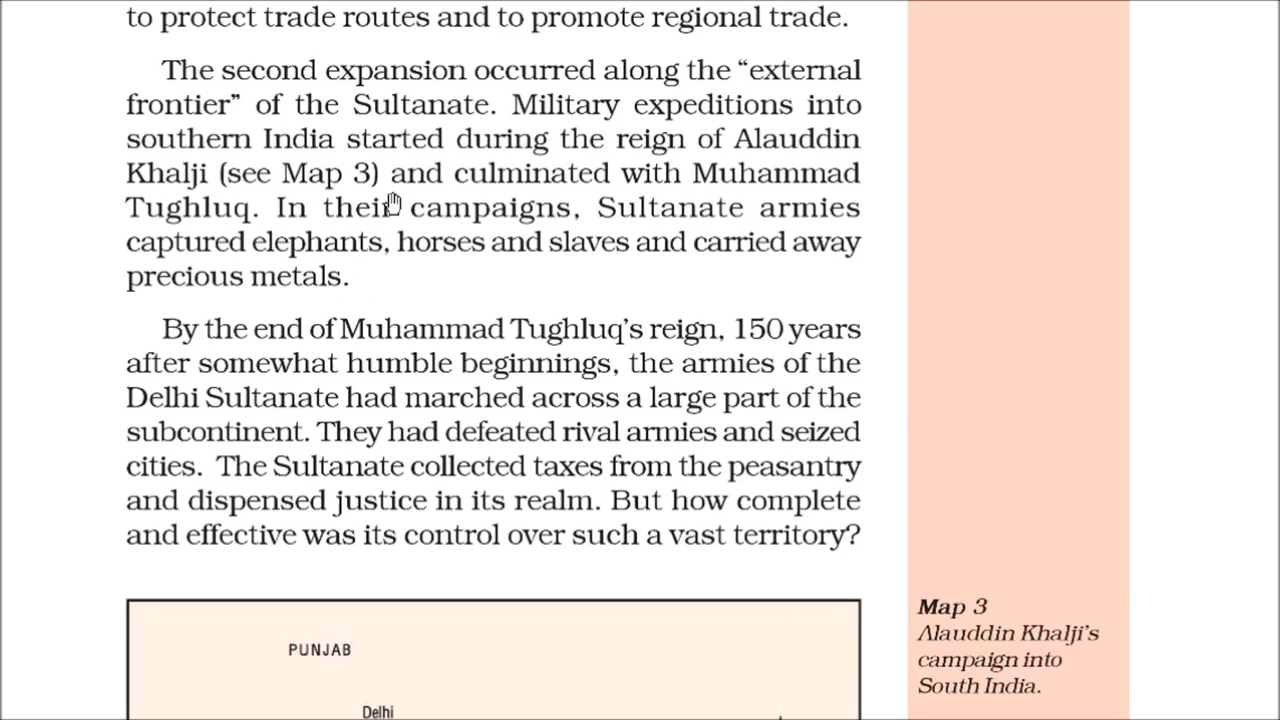 to protect trade routes and to promote regional trade.
The second expansion occurred along the “external
frontier” of the Sultanate. Military expeditions into
southern India started during the reign of Alauddin
Khalji (see Map 3) and culminated with Muhammad
Tughluq. In their campaigns, Sultanate armies
captured elephants, horses and slaves and carried away
precious metals.
By the end of Muhammad Tughluq’s reign, 150 years
after somewhat humble beginnings, the armies of the
Delhi Sultanate had marched across a large part of the
subcontinent. They had defeated rival armies and seized
cities. The Sultanate collected taxes from the peasantry
and dispensed justice in its realm. But how complete
and effective was its control over such a vast territory?
PUNJAB
Delhi
Map 3
Alauddin Khalji’s
campaign into
South India.